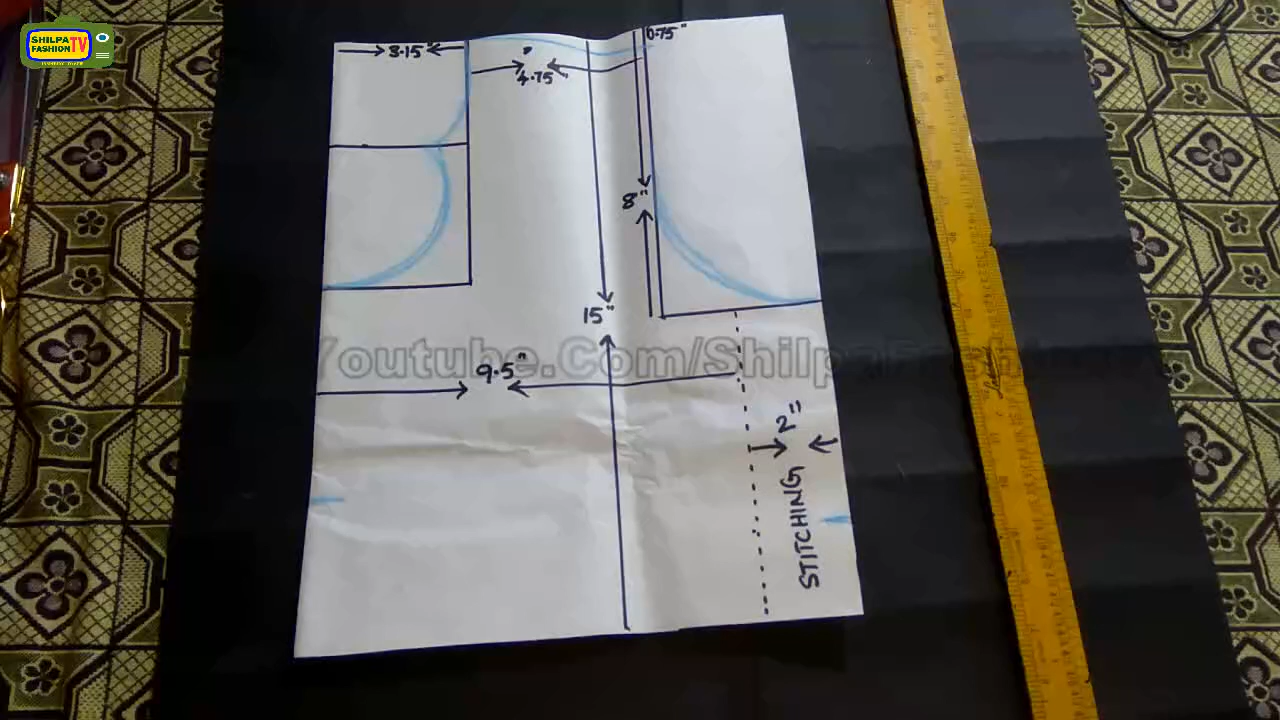 SHILPA
FASHION TV
3.15"
0.75"
4.75
8"
15"
Youtube.Com/Shilpa
9.5"
2"
STITCHING